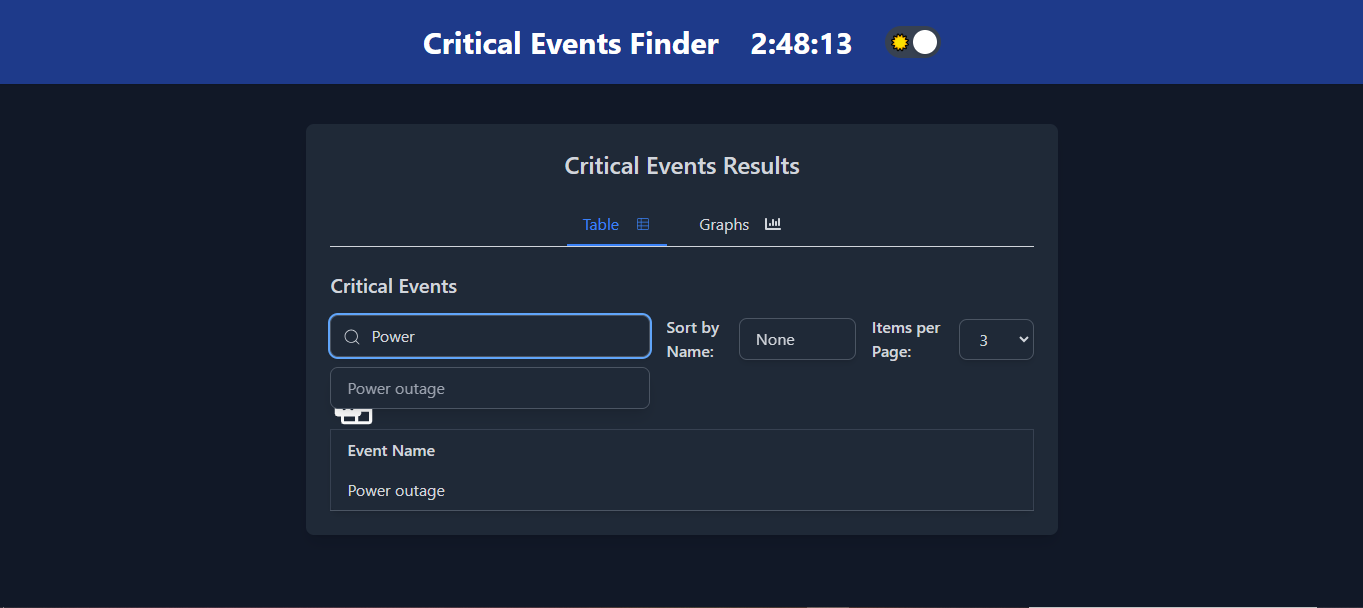 Critical Events Finder 2:48:13
Critical Events Results
Table Graphs
Critical Events
Power
Sort by
Name:
None
Items per
Page:
3
Power outage
Event Name
Power outage